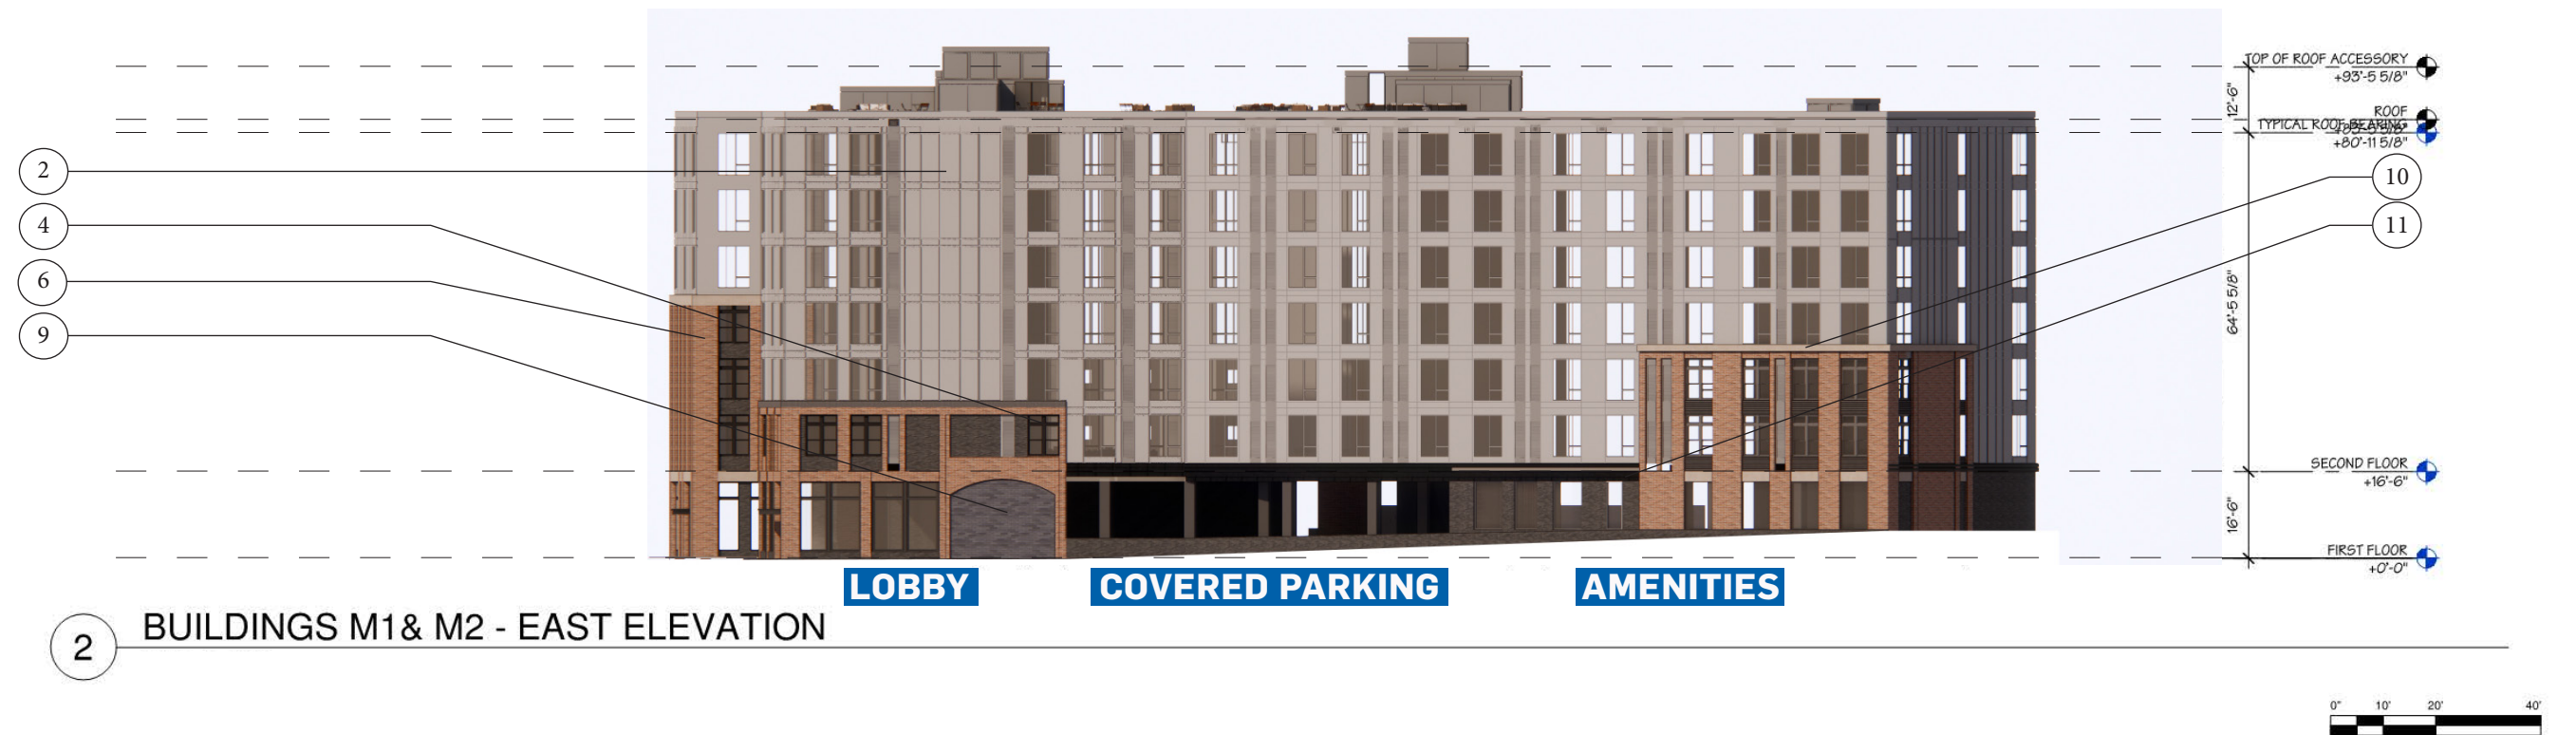 TOP OF ROOF ACCESSORY
+93'-5 5/8"
12'-6"
ROOF
TYPICAL ROOF BEARING
+80'-11 5/8"
2
10
4
11
6
64'-5 5/8"
9
SECOND FLOOR
+16'-6"
16'-6"
FIRST FLOOR
+0'-0"
LOBBY
COVERED PARKING
AMENITIES
2
BUILDINGS M1& M2 - EAST ELEVATION
0" 10' 20' 40'